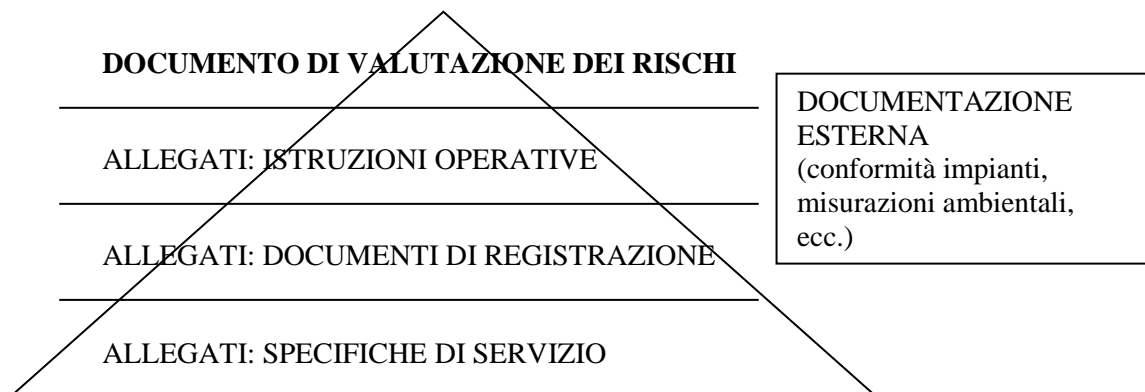 DOCUMENTO DI VALUTAZIONE DEI RISCHI
ALLEGATI: ISTRUZIONI OPERATIVE
ALLEGATI: DOCUMENTI DI REGISTRAZIONE
ALLEGATI: SPECIFICHE DI SERVIZIO
DOCUMENTAZIONE
ESTERNA
(conformità impianti,
misurazioni ambientali,
ecc.)